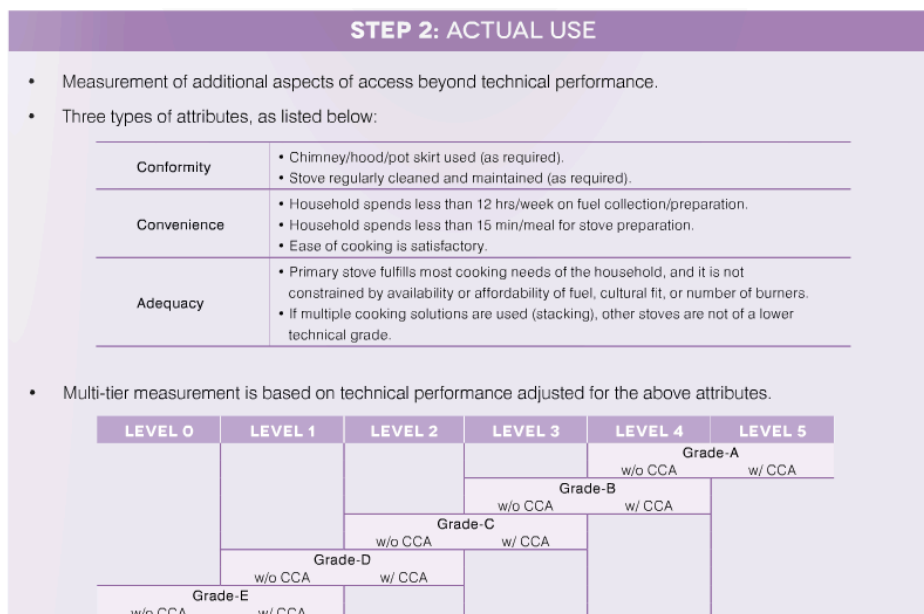 STEP 2: ACTUAL USE
• Measurement of additional aspects of access beyond technical performance.
• Three types of attributes, as listed below:
Conformity
• Chimney/hood/pot skirt used (as required).
• Stove regularly cleaned and maintained (as required).
Convenience
• Household spends less than 12 hrs/week on fuel collection/preparation.
• Household spends less than 15 min/meal for stove preparation.
• Ease of cooking is satisfactory.
Adequacy
• Primary stove fulfills most cooking needs of the household, and it is not
constrained by availability or affordability of fuel, cultural fit, or number of burners.
• If multiple cooking solutions are used (stacking), other stoves are not of a lower
technical grade.
• Multi-tier measurement is based on technical performance adjusted for the above attributes.
LEVEL 0 LEVEL 1 LEVEL 2 LEVEL 3 LEVEL 4 LEVEL 5
Grade-A
w/o CCA w/ CCA
Grade-B
w/o CCA w/ CCA
Grade-C
w/o CCA w/ CCA
Grade-D
w/o CCA w/ CCA
Grade-E
w/o CCA w/ CCA